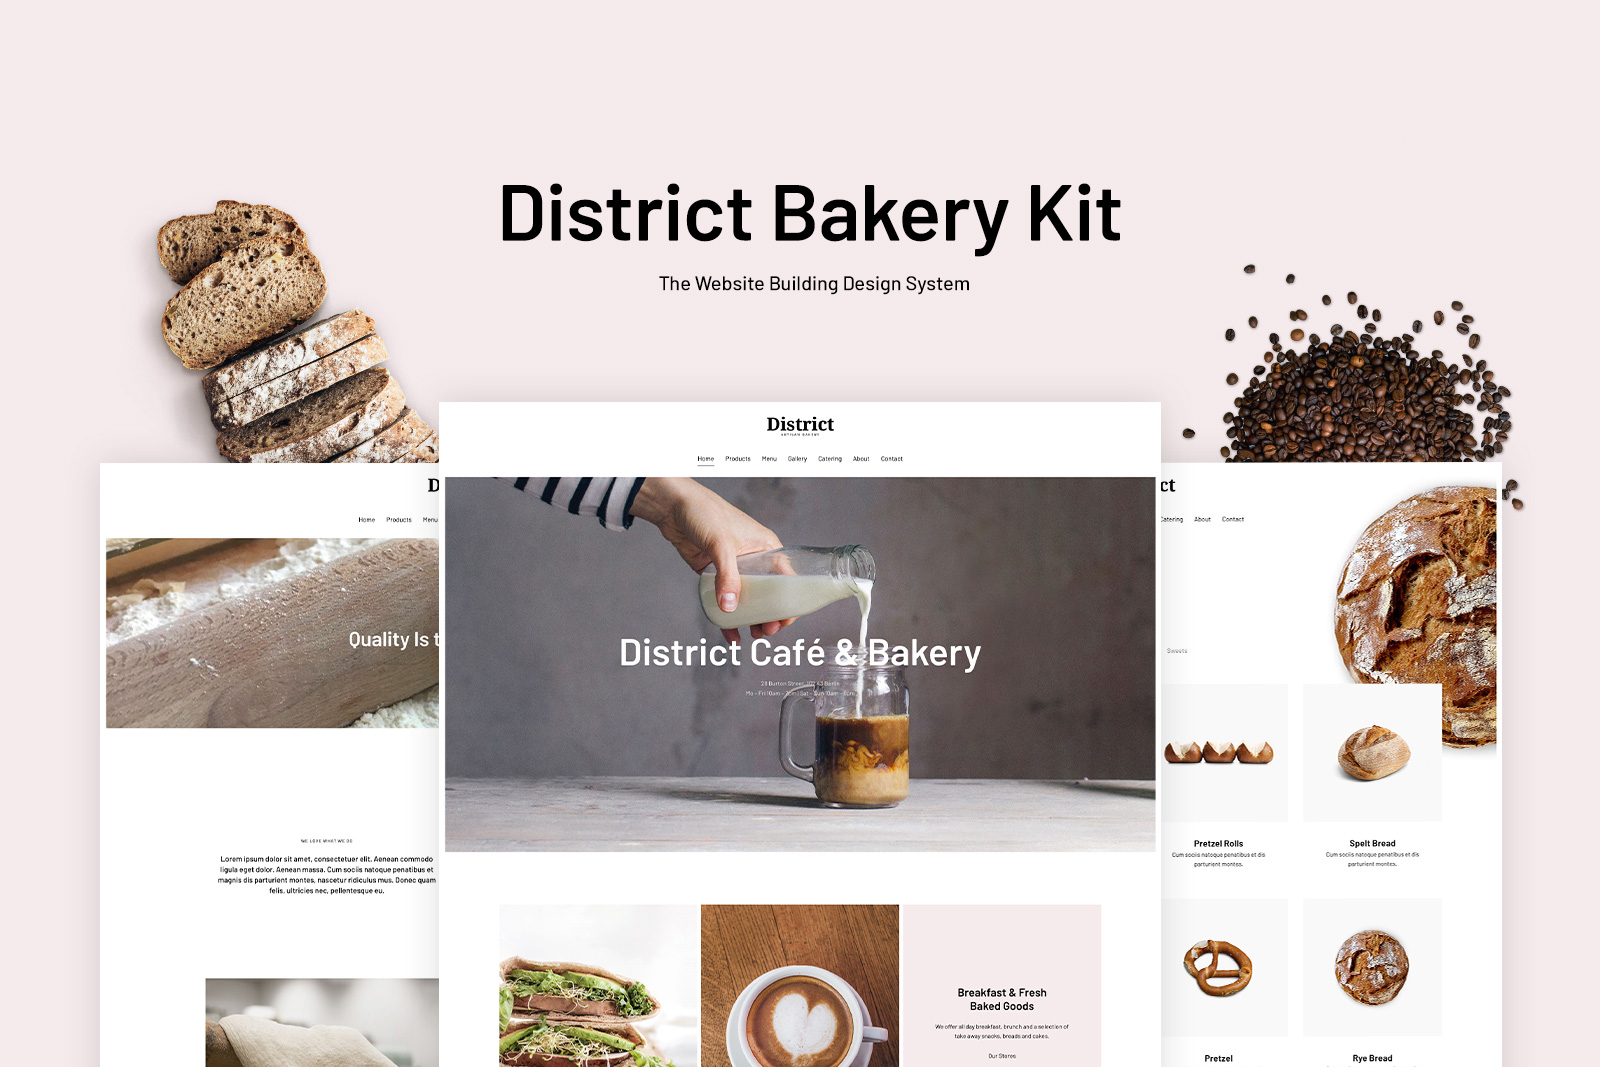 District Bakery Kit
The Website Building Design System
District
ARTISAN BAKERY
Home Products Menu Gallery Catering About Contact
District Café & Bakery
Breakfast & Fresh
Baked Goods
We offer all day breakfast, brunch and a selection of
take away snacks, breads and cakes.
Our Stores
D
Home Products Menu
Quality Is t
WE LOVE WHAT WE DO
Lorem ipsum dolor sit amet, consectetuer elit. Aenean commodo
ligula eget dolor. Aenean massa. Cum sociis natoque penatibus et
magnis dis parturient montes, nascetur ridiculus mus. Donec quam
felis, ultricies nec, pellentesque eu.
ct
Catering About Contact
Sweets
Pretzel Rolls
Cum sociis natoque penatibus et dis
parturient montes.
Spelt Bread
Cum sociis natoque penatibus et dis
parturient montes.
Pretzel
Rye Bread